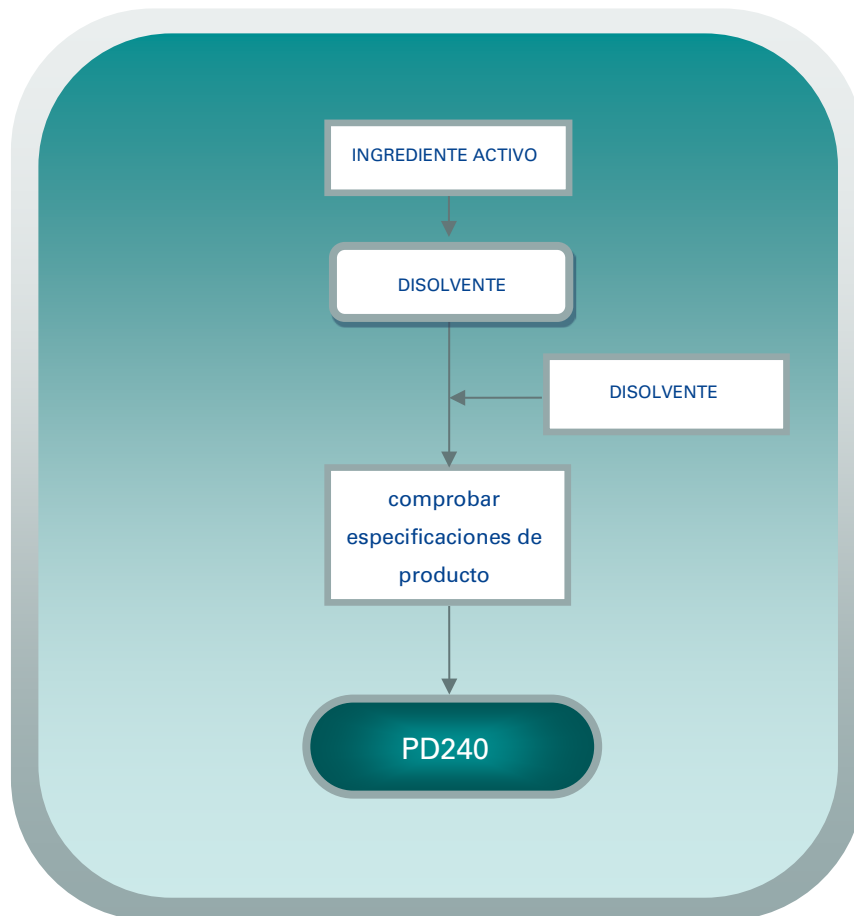 INGREDIENTE ACTIVO
DISOLVENTE
DISOLVENTE
comprobar
especificaciones de
producto
PD240